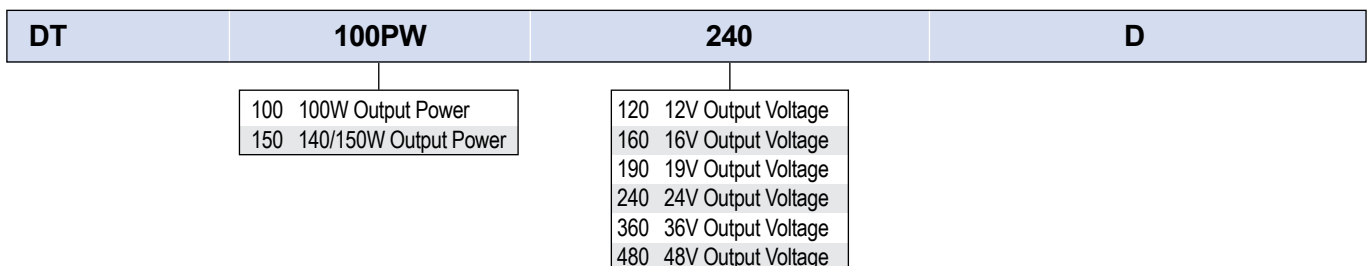 DT 100PW 240 D
100 100W Output Power
150 140/150W Output Power
120 12V Output Voltage
160 16V Output Voltage
190 19V Output Voltage
240 24V Output Voltage
360 36V Output Voltage
480 48V Output Voltage